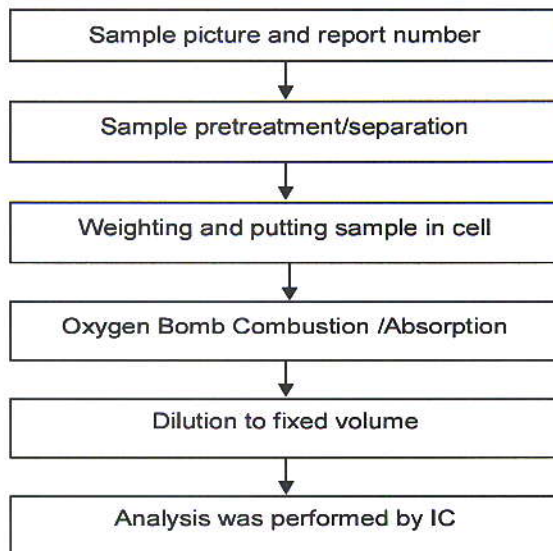 Sample picture and report number
Sample pretreatment/separation
Weighting and putting sample in cell
Oxygen Bomb Combustion /Absorption
Dilution to fixed volume
Analysis was performed by IC